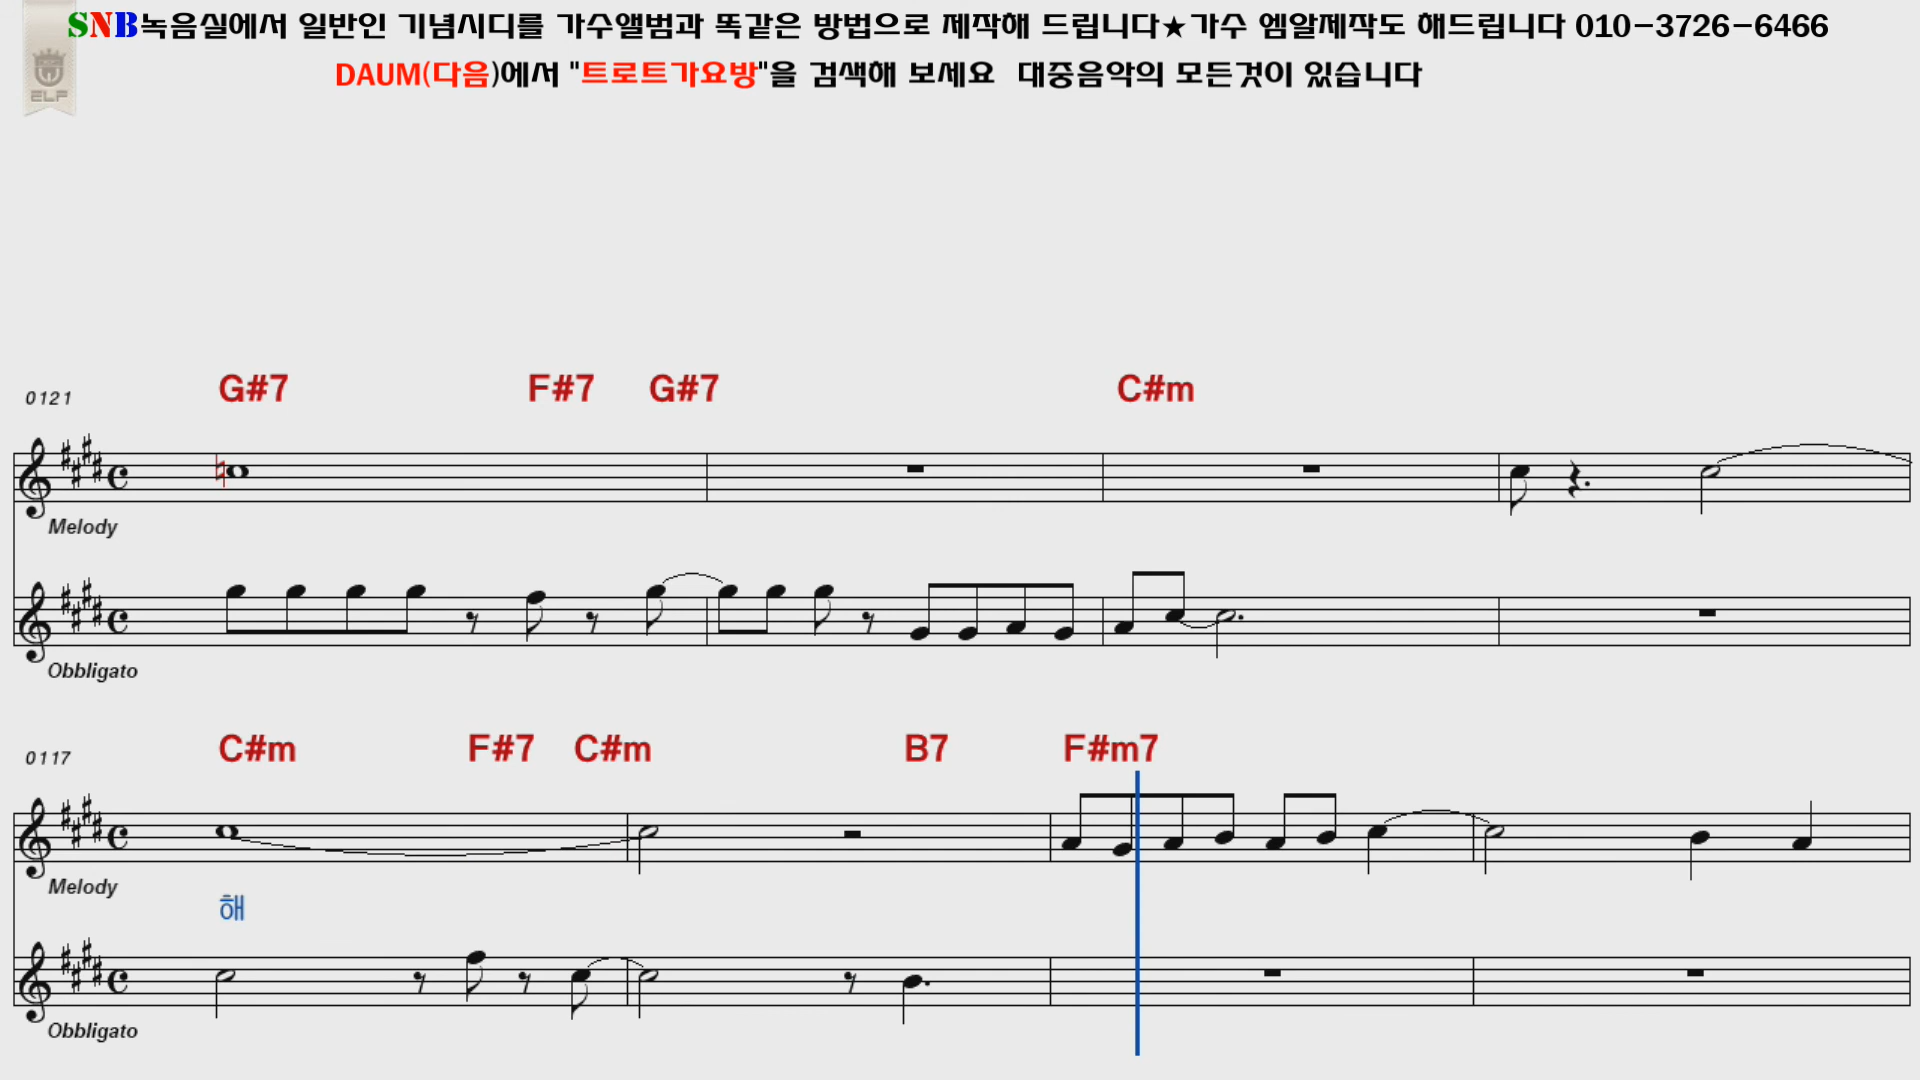 SNB녹음실에서 일반인 기념시디를 가수앨범과 똑같은 방법으로 제작해 드립니다★가수 엠알제작도 해드립니다 010-3726-6466
DAUM(다음)에서 "트로트가요방"을 검색해 보세요 대중음악의 모든것이 있습니다
ELF
0121 G#7 F#7 G#7 C#m
Melody
Obbligato
0117 C#m F#7 C#m B7 F#m7
Melody
해
Obbligato